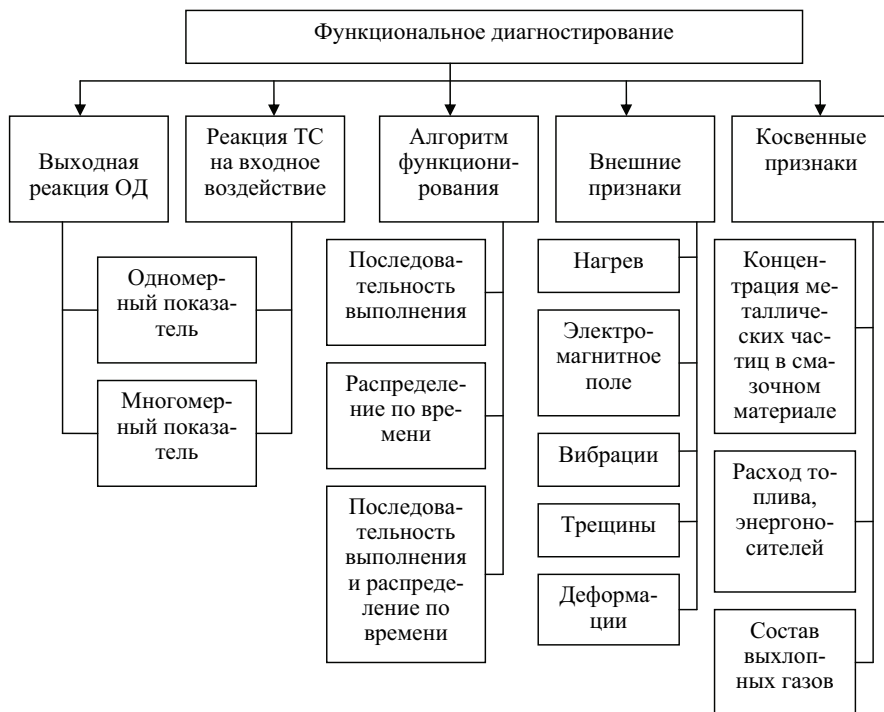 Функциональное диагностирование
Выходная
реакция ОД
Реакция ТС
на входное
воздействие
Алгоритм
функциони-
рования
Внешние
признаки
Косвенные
признаки
Одномер-
ный показа-
тель
Многомер-
ный показа-
тель
Последова-
тельность
выполнения
Распределе-
ние по вре-
мени
Последова-
тельность
выполнения
и распреде-
ление по
времени
Нагрев
Электро-
магнитное
поле
Вибрации
Трещины
Деформа-
ции
Концен-
трация ме-
талличе-
ских час-
тиц в сма-
зочном
материале
Расход то-
плива,
энергоно-
сителей
Состав
выхлоп-
ных газов